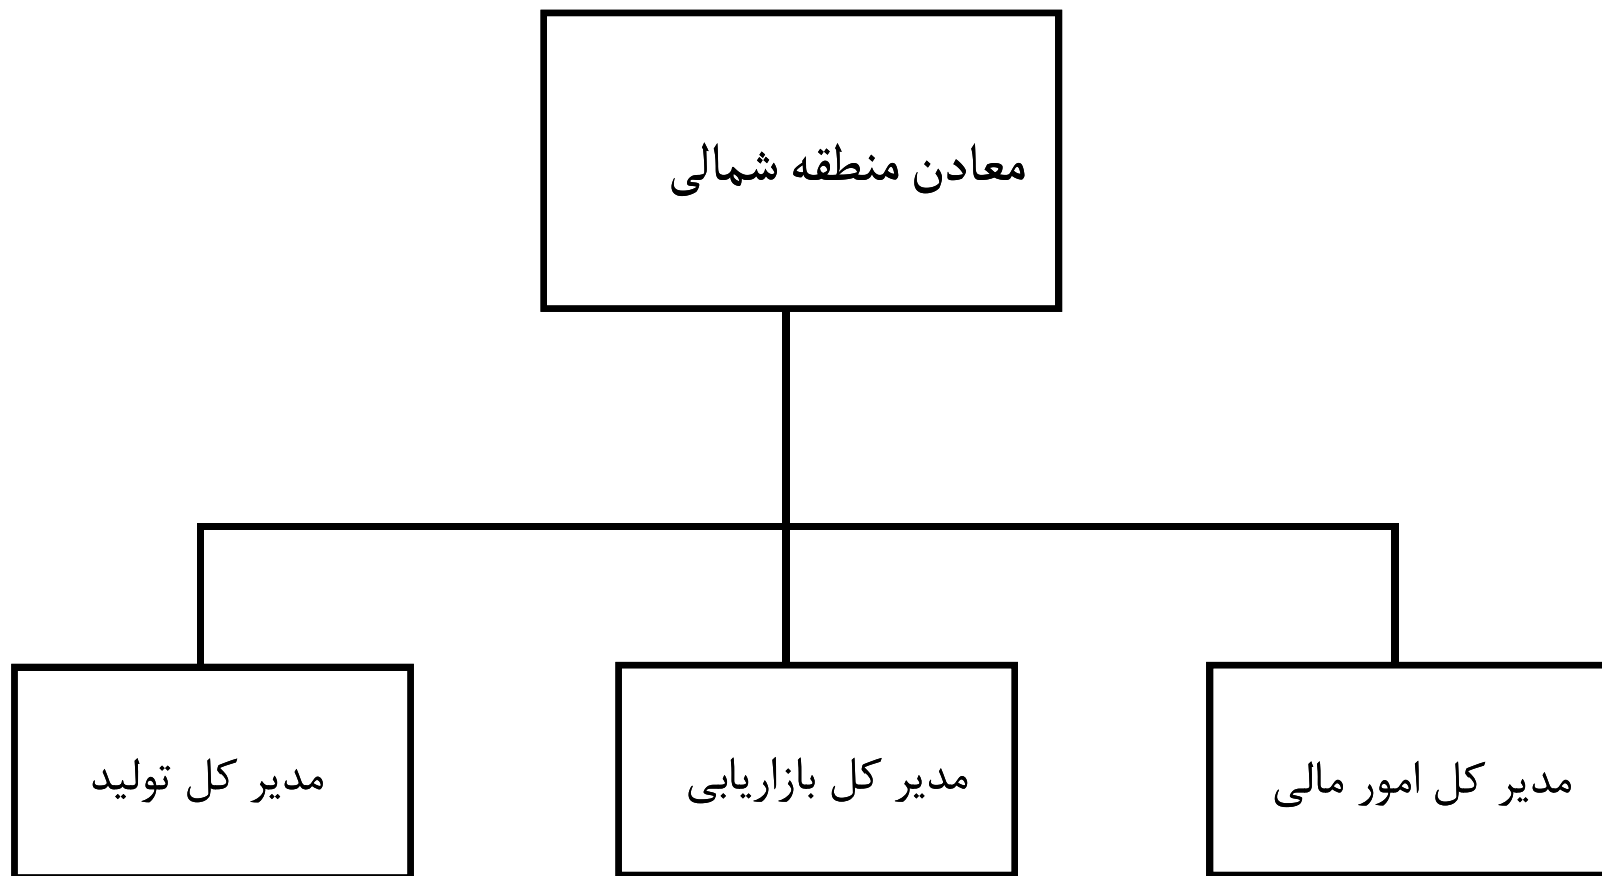 معادن منطقه شمالی
مدیر کل امور مالی
مدیر کل بازاریابی
مدیر کل تولید